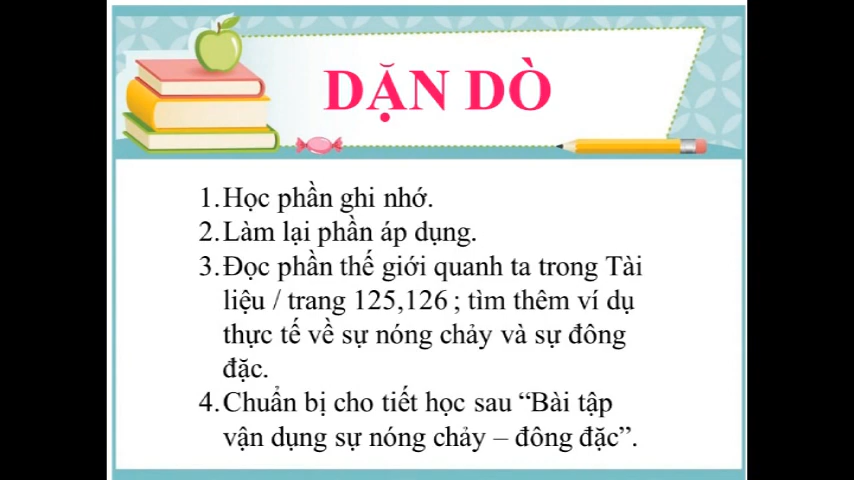 DẶN DÒ
1. Học phần ghi nhớ.
2. Làm lại phần áp dụng.
3. Đọc phần thế giới quanh ta trong Tài
liệu / trang 125,126 ; tìm thêm ví dụ
thực tế về sự nóng chảy và sự đông
đặc.
4. Chuẩn bị cho tiết học sau “Bài tập
vận dụng sự nóng chảy – đông đặc”.